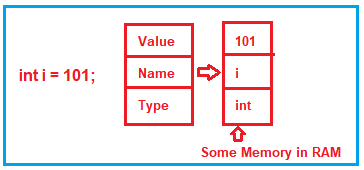 Value 101
int i = 101; Name i
Type int
Some Memory in RAM